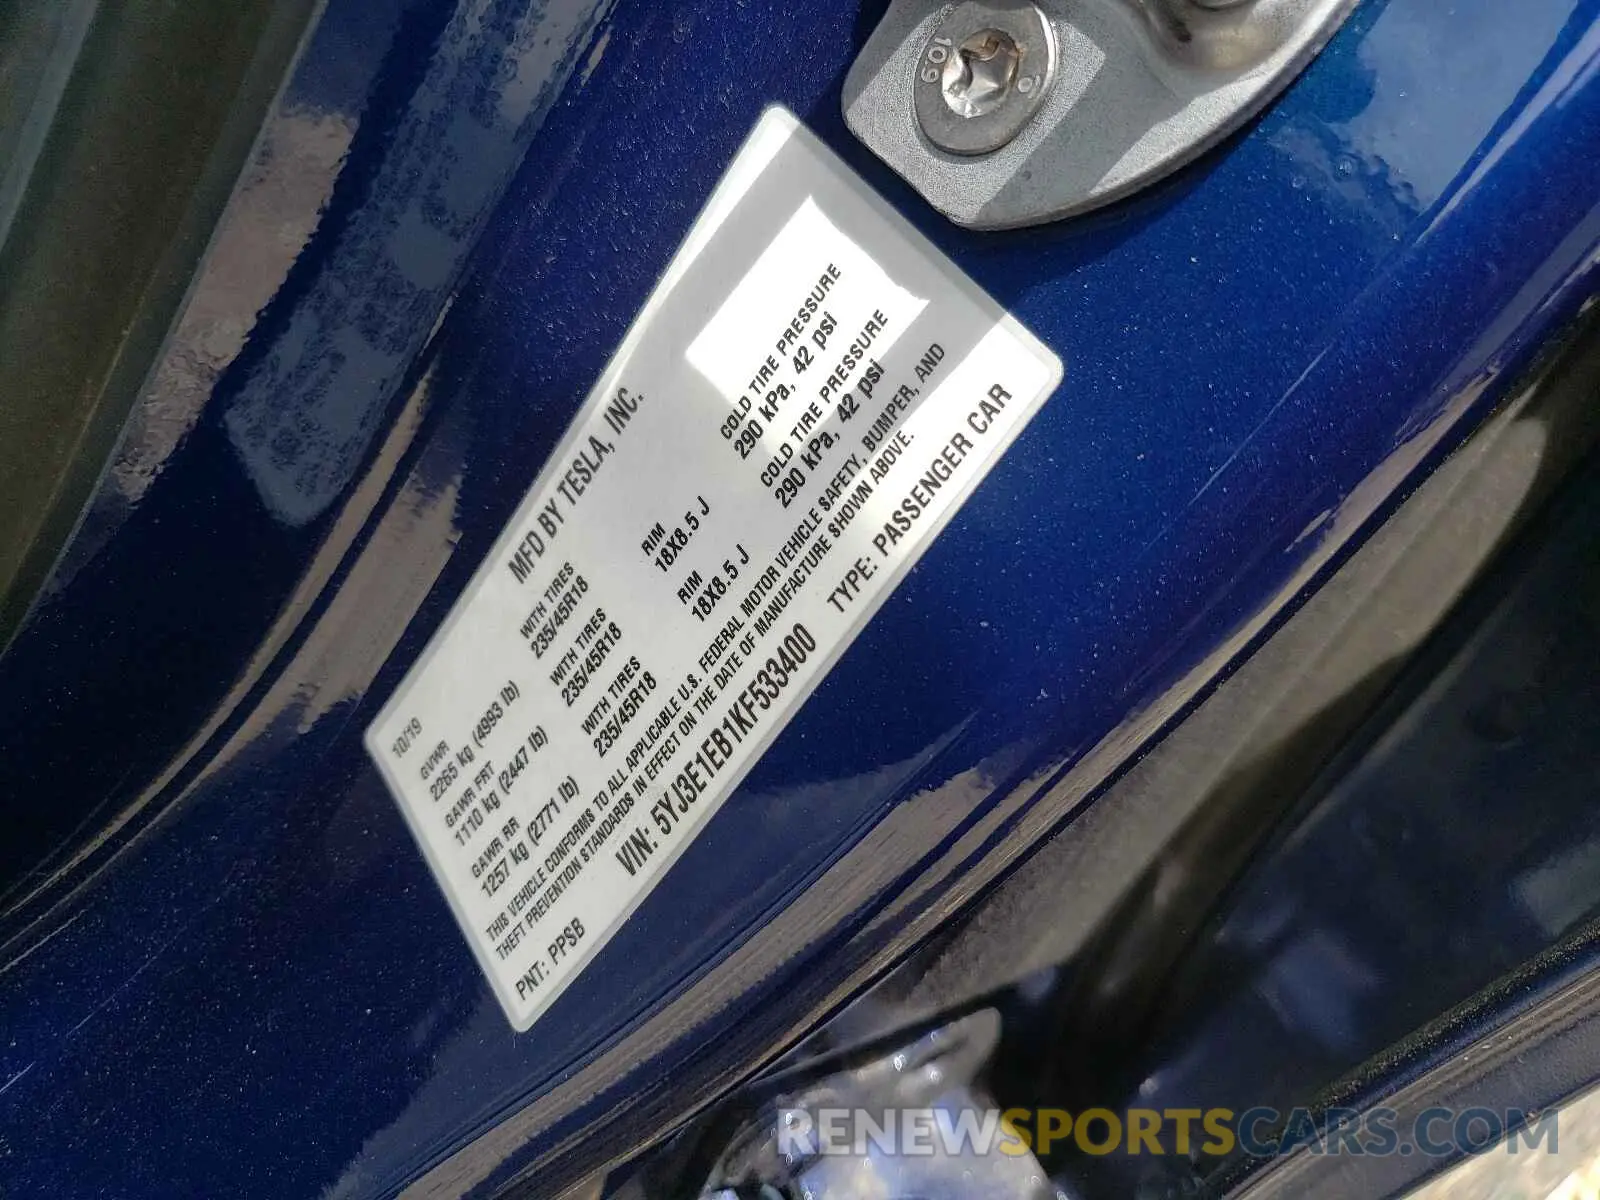 MFD BY TESLA, INC.
10/19
GVWR
2265 kg (4993 lb)
WITH TIRES
235/45R18
RIM
18X8.5 J
COLD TIRE PRESSURE
290 kPa, 42 psi
GAWR FRT
1110 kg (2447 lb)
WITH TIRES
235/45R18
RIM
18X8.5 J
COLD TIRE PRESSURE
290 kPa, 42 psi
GAWR RR
1257 kg (2771 lb)
WITH TIRES
235/45R18
THIS VEHICLE CONFORMS TO ALL APPLICABLE U.S. FEDERAL MOTOR VEHICLE SAFETY, BUMPER, AND
THEFT PREVENTION STANDARDS IN EFFECT ON THE DATE OF MANUFACTURE SHOWN ABOVE.
VIN: 5YJ3E1EB1KF533400
TYPE: PASSENGER CAR
PNT: PPSB
109
RENEWSPORTSCARS.COM